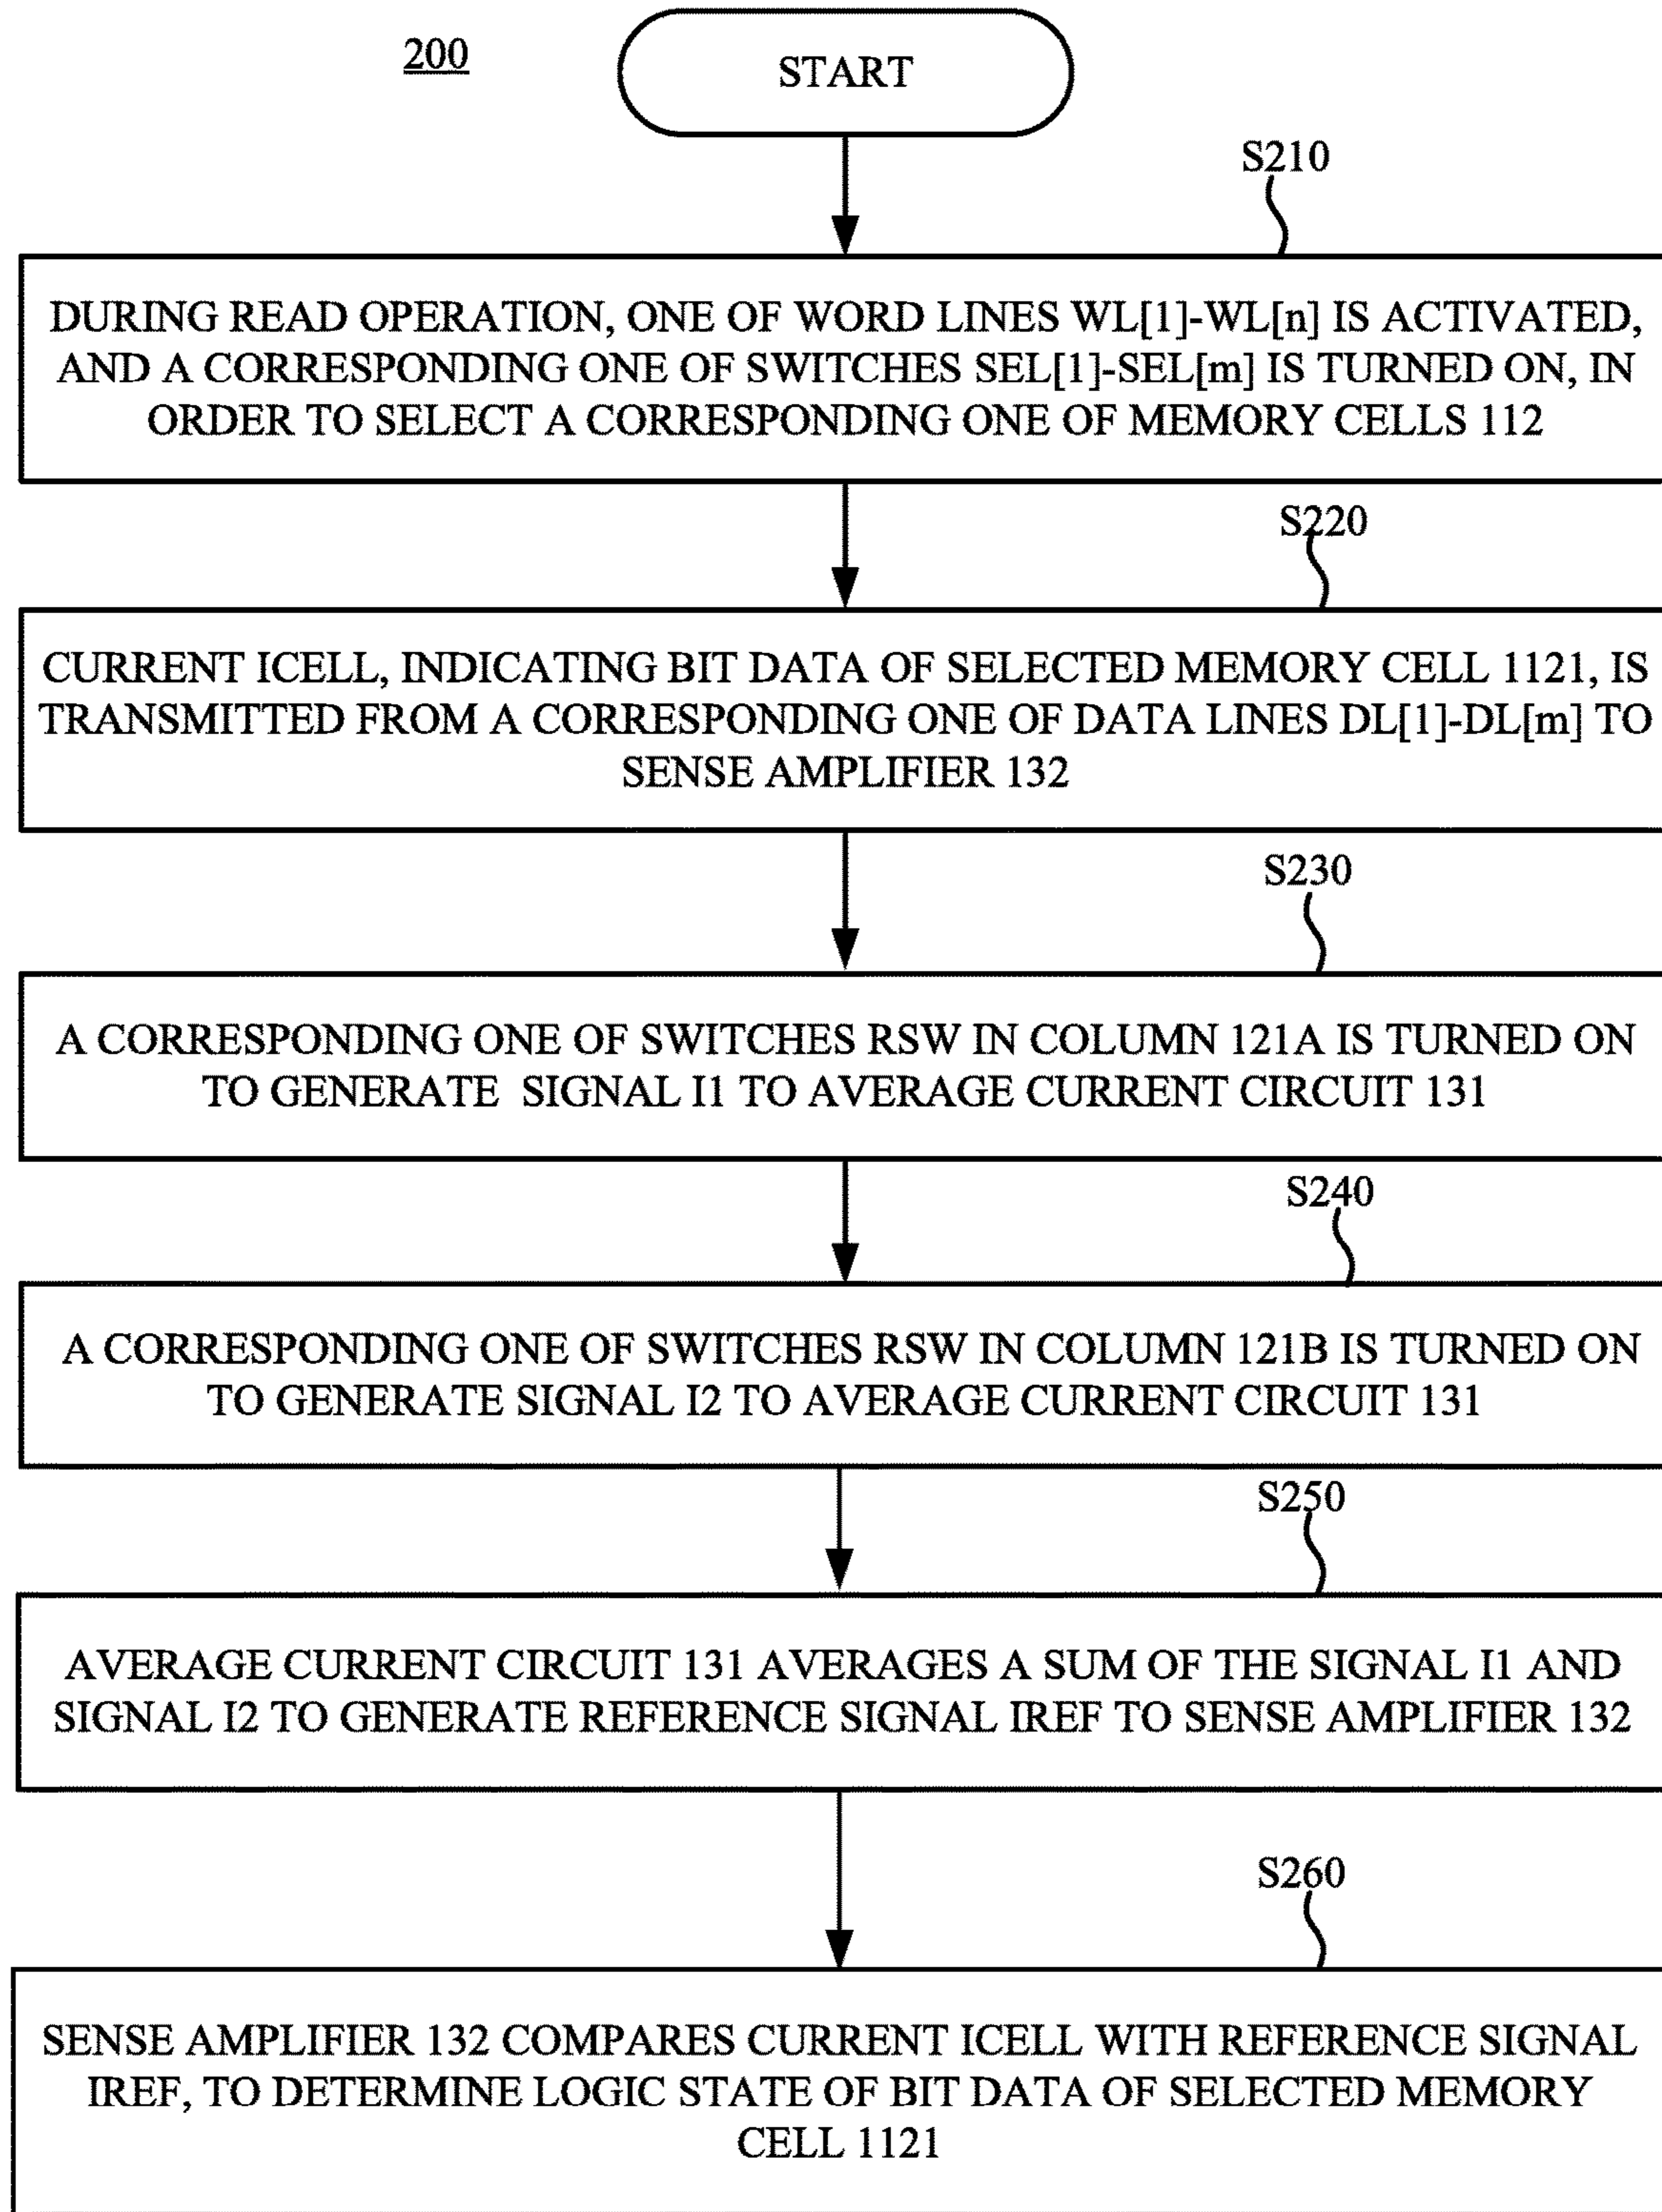 200
START
S210
DURING READ OPERATION, ONE OF WORD LINES WL[1]-WL[n] IS ACTIVATED,
AND A CORRESPONDING ONE OF SWITCHES SEL[1]-SEL[m] IS TURNED ON, IN
ORDER TO SELECT A CORRESPONDING ONE OF MEMORY CELLS 112
S220
CURRENT ICELL, INDICATING BIT DATA OF SELECTED MEMORY CELL 1121, IS
TRANSMITTED FROM A CORRESPONDING ONE OF DATA LINES DL[1]-DL[m] TO
SENSE AMPLIFIER 132
S230
A CORRESPONDING ONE OF SWITCHES RSW IN COLUMN 121A IS TURNED ON
TO GENERATE SIGNAL I1 TO AVERAGE CURRENT CIRCUIT 131
S240
A CORRESPONDING ONE OF SWITCHES RSW IN COLUMN 121B IS TURNED ON
TO GENERATE SIGNAL I2 TO AVERAGE CURRENT CIRCUIT 131
S250
AVERAGE CURRENT CIRCUIT 131 AVERAGES A SUM OF THE SIGNAL I1 AND
SIGNAL I2 TO GENERATE REFERENCE SIGNAL IREF TO SENSE AMPLIFIER 132
S260
SENSE AMPLIFIER 132 COMPARES CURRENT ICELL WITH REFERENCE SIGNAL
IREF, TO DETERMINE LOGIC STATE OF BIT DATA OF SELECTED MEMORY
CELL 1121